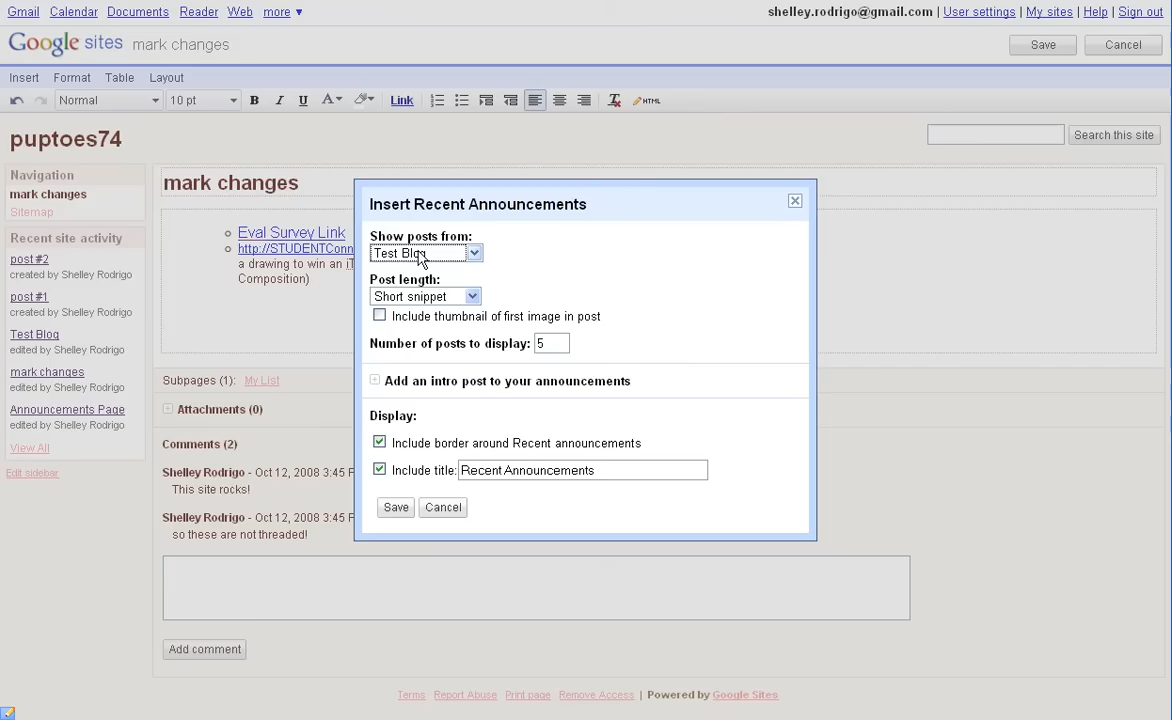 Gmail Calendar Documents Reader Web more ▼ shelley.rodrigo@gmail.com | User settings | My sites | Help | Sign out
Google sites mark changes Save Cancel
Insert Format Table Layout
Normal 10 pt B I U A Link HTML
puptoes74 Search this site
Navigation
mark changes
Sitemap
Recent site activity
post #2
created by Shelley Rodrigo
post #1
created by Shelley Rodrigo
Test Blog
edited by Shelley Rodrigo
mark changes
edited by Shelley Rodrigo
Announcements Page
edited by Shelley Rodrigo
View All
Edit sidebar
mark changes
Eval Survey Link
http://STUDENTConn
a drawing to win an iT
Composition)
Subpages (1): My List
Attachments (0)
Comments (2)
Shelley Rodrigo - Oct 12, 2008 3:45 P
This site rocks!
Shelley Rodrigo - Oct 12, 2008 3:45 P
so these are not threaded!
Add comment
Insert Recent Announcements
Show posts from:
Test Blog
Post length:
Short snippet
Include thumbnail of first image in post
Number of posts to display: 5
Add an intro post to your announcements
Display:
Include border around Recent announcements
Include title: Recent Announcements
Save Cancel
Terms | Report Abuse | Print page | Remove Access | Powered by Google Sites